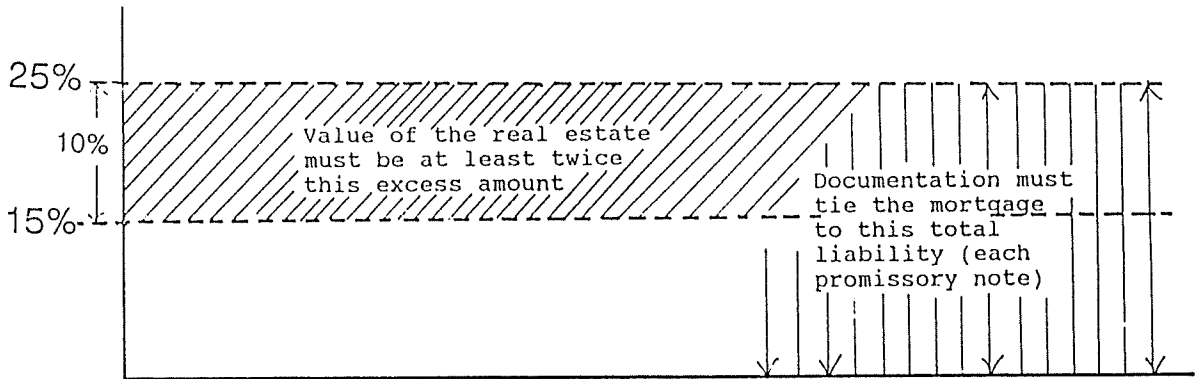 25%
10%
15%
Value of the real estate
must be at least twice
this excess amount
Documentation must
tie the mortgage
to this total
liability (each
promissory note)